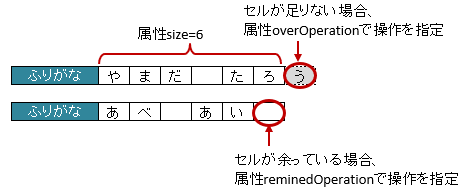 セルが足りない場合、
属性overOperationで操作を指定
属性size=6
ふりがな や ま だ た ろ う
ふりがな あ べ あ い
セルが余っている場合、
属性reminedOperationで操作を指定